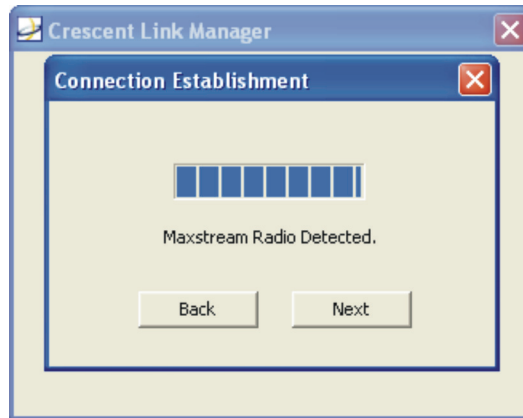 Crescent Link Manager
Connection Establishment
Maxstream Radio Detected.
Back
Next